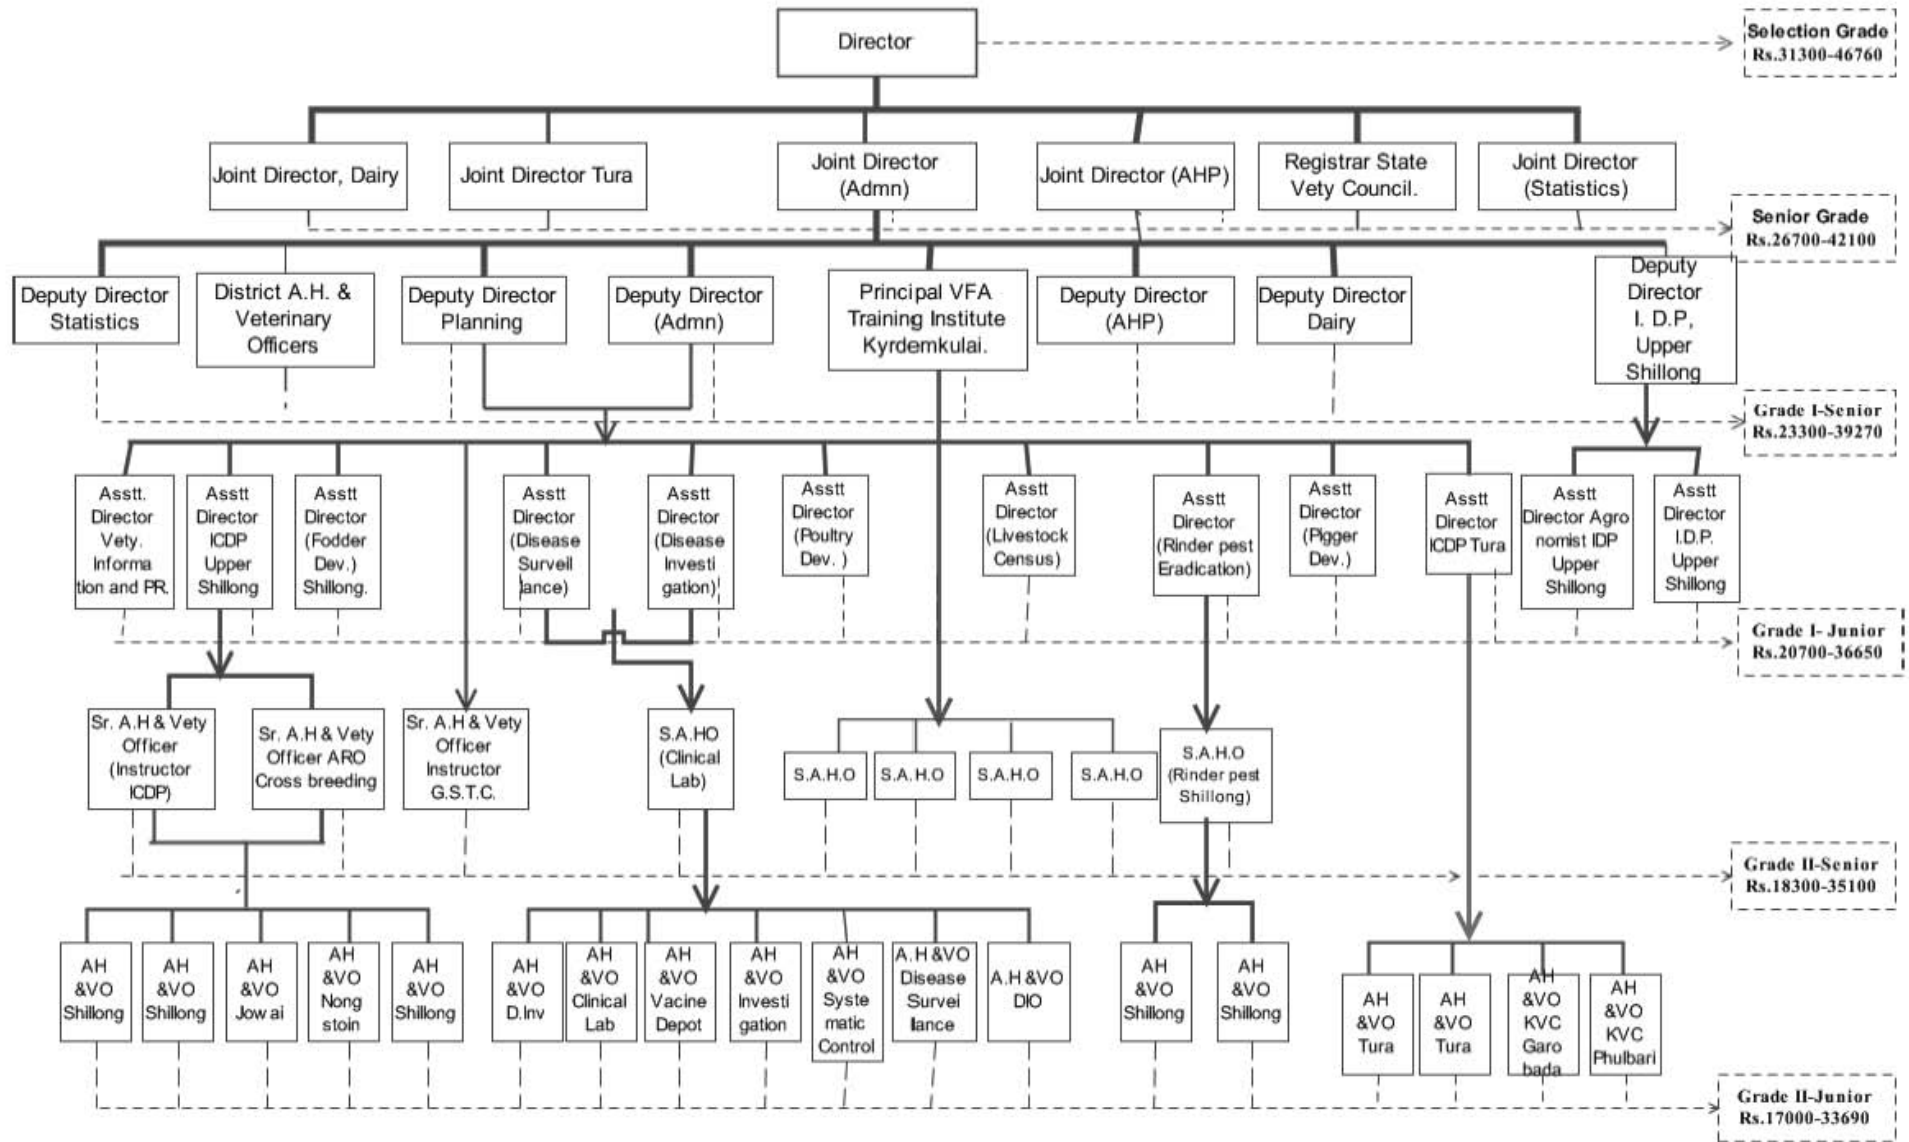 Director
Selection Grade
Rs.31300-46760
Joint Director, Dairy
Joint Director Tura
Joint Director
(Admn)
Joint Director (AHP)
Registrar State
Vety Council.
Joint Director
(Statistics)
Senior Grade
Rs.26700-42100
Deputy Director
Statistics
District A.H. &
Veterinary
Officers
Deputy Director
Planning
Deputy Director
(Admn)
Principal VFA
Training Institute
Kyrdemkulai.
Deputy Director
(AHP)
Deputy Director
Dairy
Deputy
Director
I. D.P,
Upper
Shillong
Grade I-Senior
Rs.23300-39270
Asstt.
Director
Vety.
Informa
tion and PR.
Asstt
Director
ICDP
Upper
Shillong
Asstt
Director
(Fodder
Dev.)
Shillong.
Asstt
Director
(Disease
Surveil
lance)
Asstt
Director
(Disease
Investi
gation)
Asstt
Director
(Poultry
Dev. )
Asstt
Director
(Livestock
Census)
Asstt
Director
(Rinder pest
Eradication)
Asstt
Director
(Pigger
Dev.)
Asstt
Director
ICDP Tura
Asstt
Director Agro
nomist IDP
Upper
Shillong
Asstt
Director
I.D.P.
Upper
Shillong
Grade I- Junior
Rs.20700-36650
Sr. A.H & Vety
Officer
(Instructor
ICDP)
Sr. A.H & Vety
Officer ARO
Cross breeding
Sr. A.H & Vety
Officer
Instructor
G.S.T.C.
S.A.HO
(Clinical
Lab)
S.A.H.O
S.A.H.O
S.A.H.O
S.A.H.O
S.A.H.O
(Rinder pest
Shillong)
Grade II-Senior
Rs.18300-35100
AH
&VO
Shillong
AH
&VO
Shillong
AH
&VO
Jowai
AH
&VO
Nong
stoin
AH
&VO
Shillong
AH
&VO
D.Inv
AH
&VO
Clinical
Lab
AH
&VO
Vacine
Depot
AH
&VO
Investi
gation
AH
&VO
Syste
matic
Control
A.H &VO
Disease
Survei
llance
A.H &VO
DIO
AH
&VO
Shillong
AH
&VO
Shillong
AH
&VO
Tura
AH
&VO
Tura
AH
&VO
KVC
Garo
bada
AH
&VO
KVC
Phulbari
Grade II-Junior
Rs.17000-33690